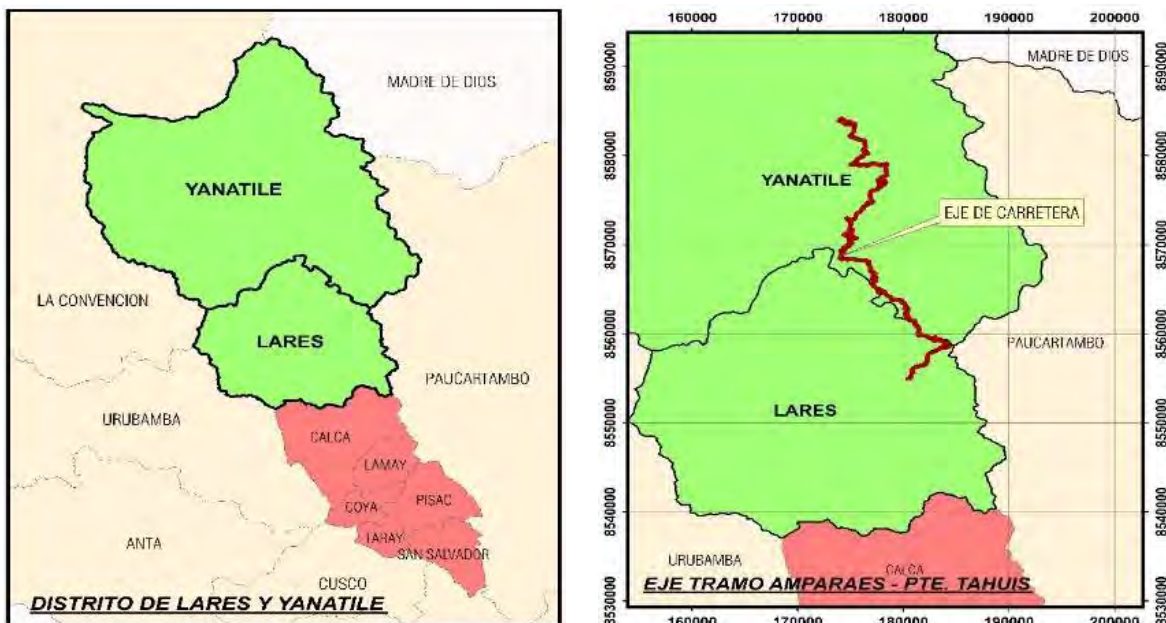 MADRE DE DIOS
YANATILE
LA CONVENCION
LARES
PAUCARTAMBO
URUBAMBA
CALCA
LAMAY
COYA
PISAC
ANTA
TARAY
SAN SALVADOR
CUSCO
DISTRITO DE LARES Y YANATILE
160000 170000 180000 190000 200000
MADRE DE DIOS
8590000 8590000
8580000 8580000
YANATILE
EJE DE CARRETERA
8570000 8570000
8560000 8560000
PAUCARTAMBO
LARES
8550000 8550000
8540000 8540000
URUBAMBA
CALCA
EJE TRAMO AMPARAES - PTE. TAHUIS
8530000 8530000
160000 170000 180000 190000 200000